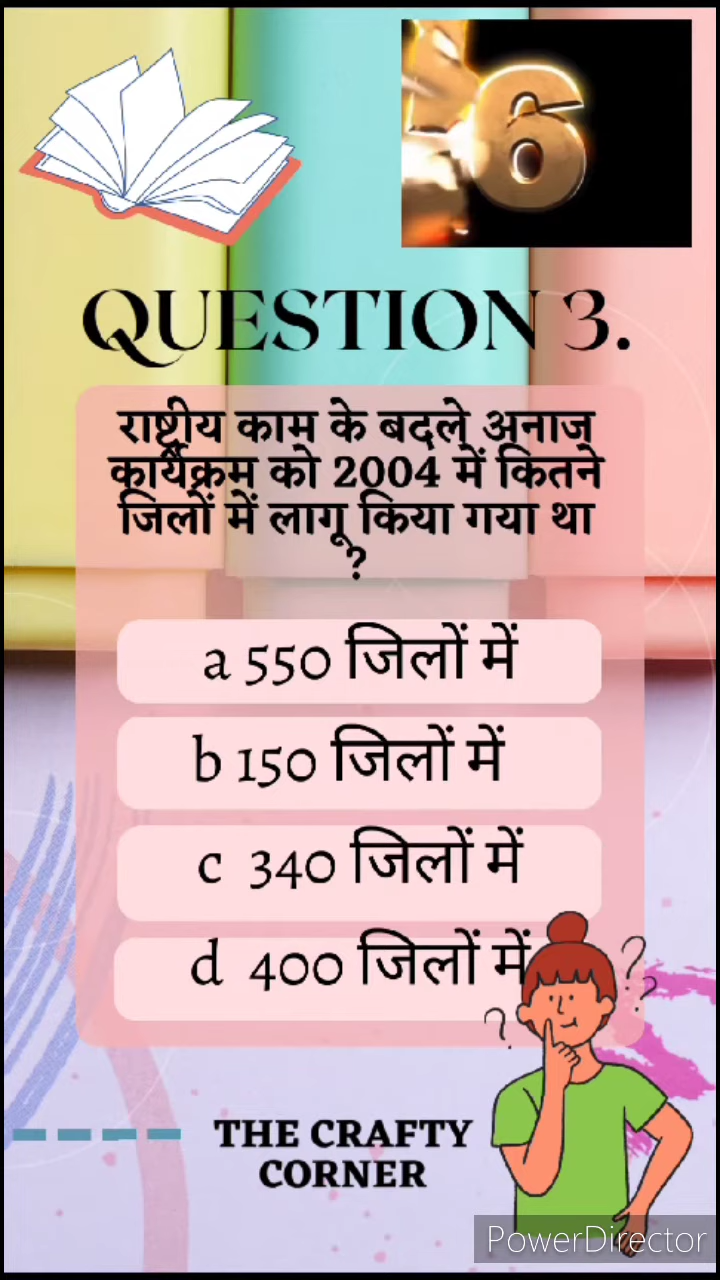 6
QUESTION 3.
राष्ट्रीय काम के बदले अनाज
कार्यक्रम को 2004 में कितने
जिलों में लागू किया गया था
?
a 550 जिलों में
b 150 जिलों में
c 340 जिलों में
d 400 जिलों में
? ? ?
THE CRAFTY
CORNER
PowerDirector